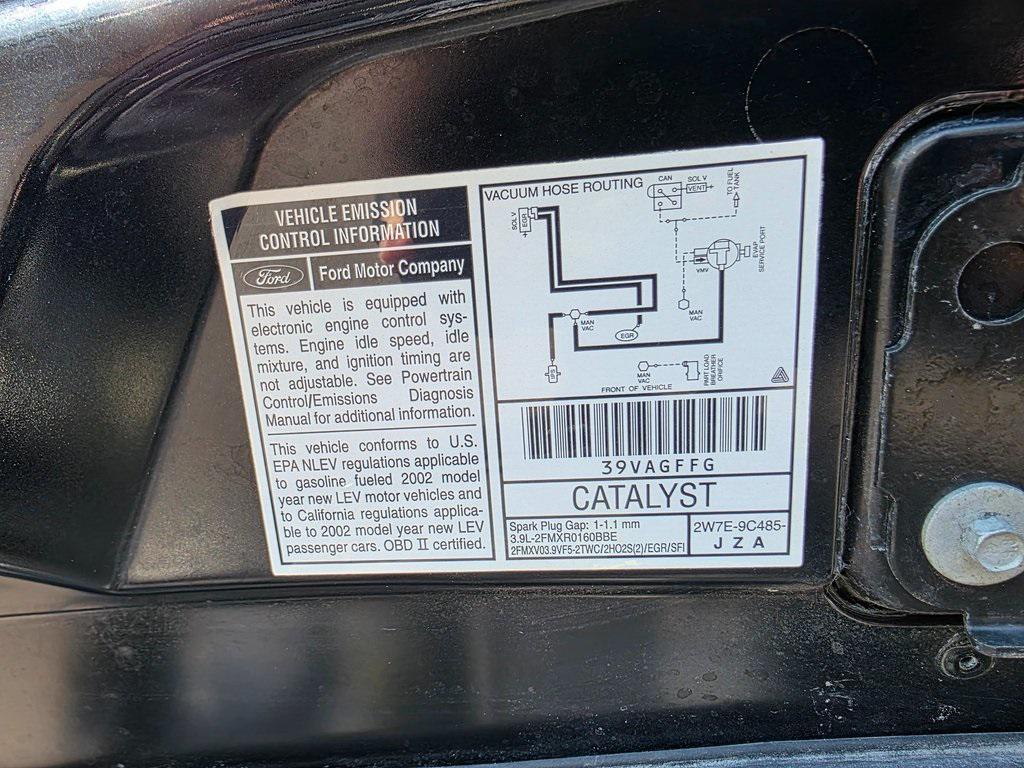 VEHICLE EMISSION
CONTROL INFORMATION
Ford
Ford Motor Company
This vehicle is equipped with
electronic engine control sys-
tems. Engine idle speed, idle
mixture, and ignition timing are
not adjustable. See Powertrain
Control/Emissions Diagnosis
Manual for additional information.
This vehicle conforms to U.S.
EPA NLEV regulations applicable
to gasoline fueled 2002 model
year new LEV motor vehicles and
to California regulations applica-
ble to 2002 model year new LEV
passenger cars. OBD II certified.
VACUUM HOSE ROUTING
CAN
SOL V
VENT
TO FUEL
TANK
SOL V
EGR
VMV
EVAP
SERVICE PORT
MAN
VAC
MAN
VAC
EGR
FPS
MAN
VAC
PART LOAD
BREATHER
ORIFICE
FRONT OF VEHICLE
39VAGFFG
CATALYST
Spark Plug Gap: 1-1.1 mm
3.9L-2FMXR0160BBE
2FMXV03.9VF5-2TWC/2HO2S(2)/EGR/SFI
2W7E-9C485-
JZA